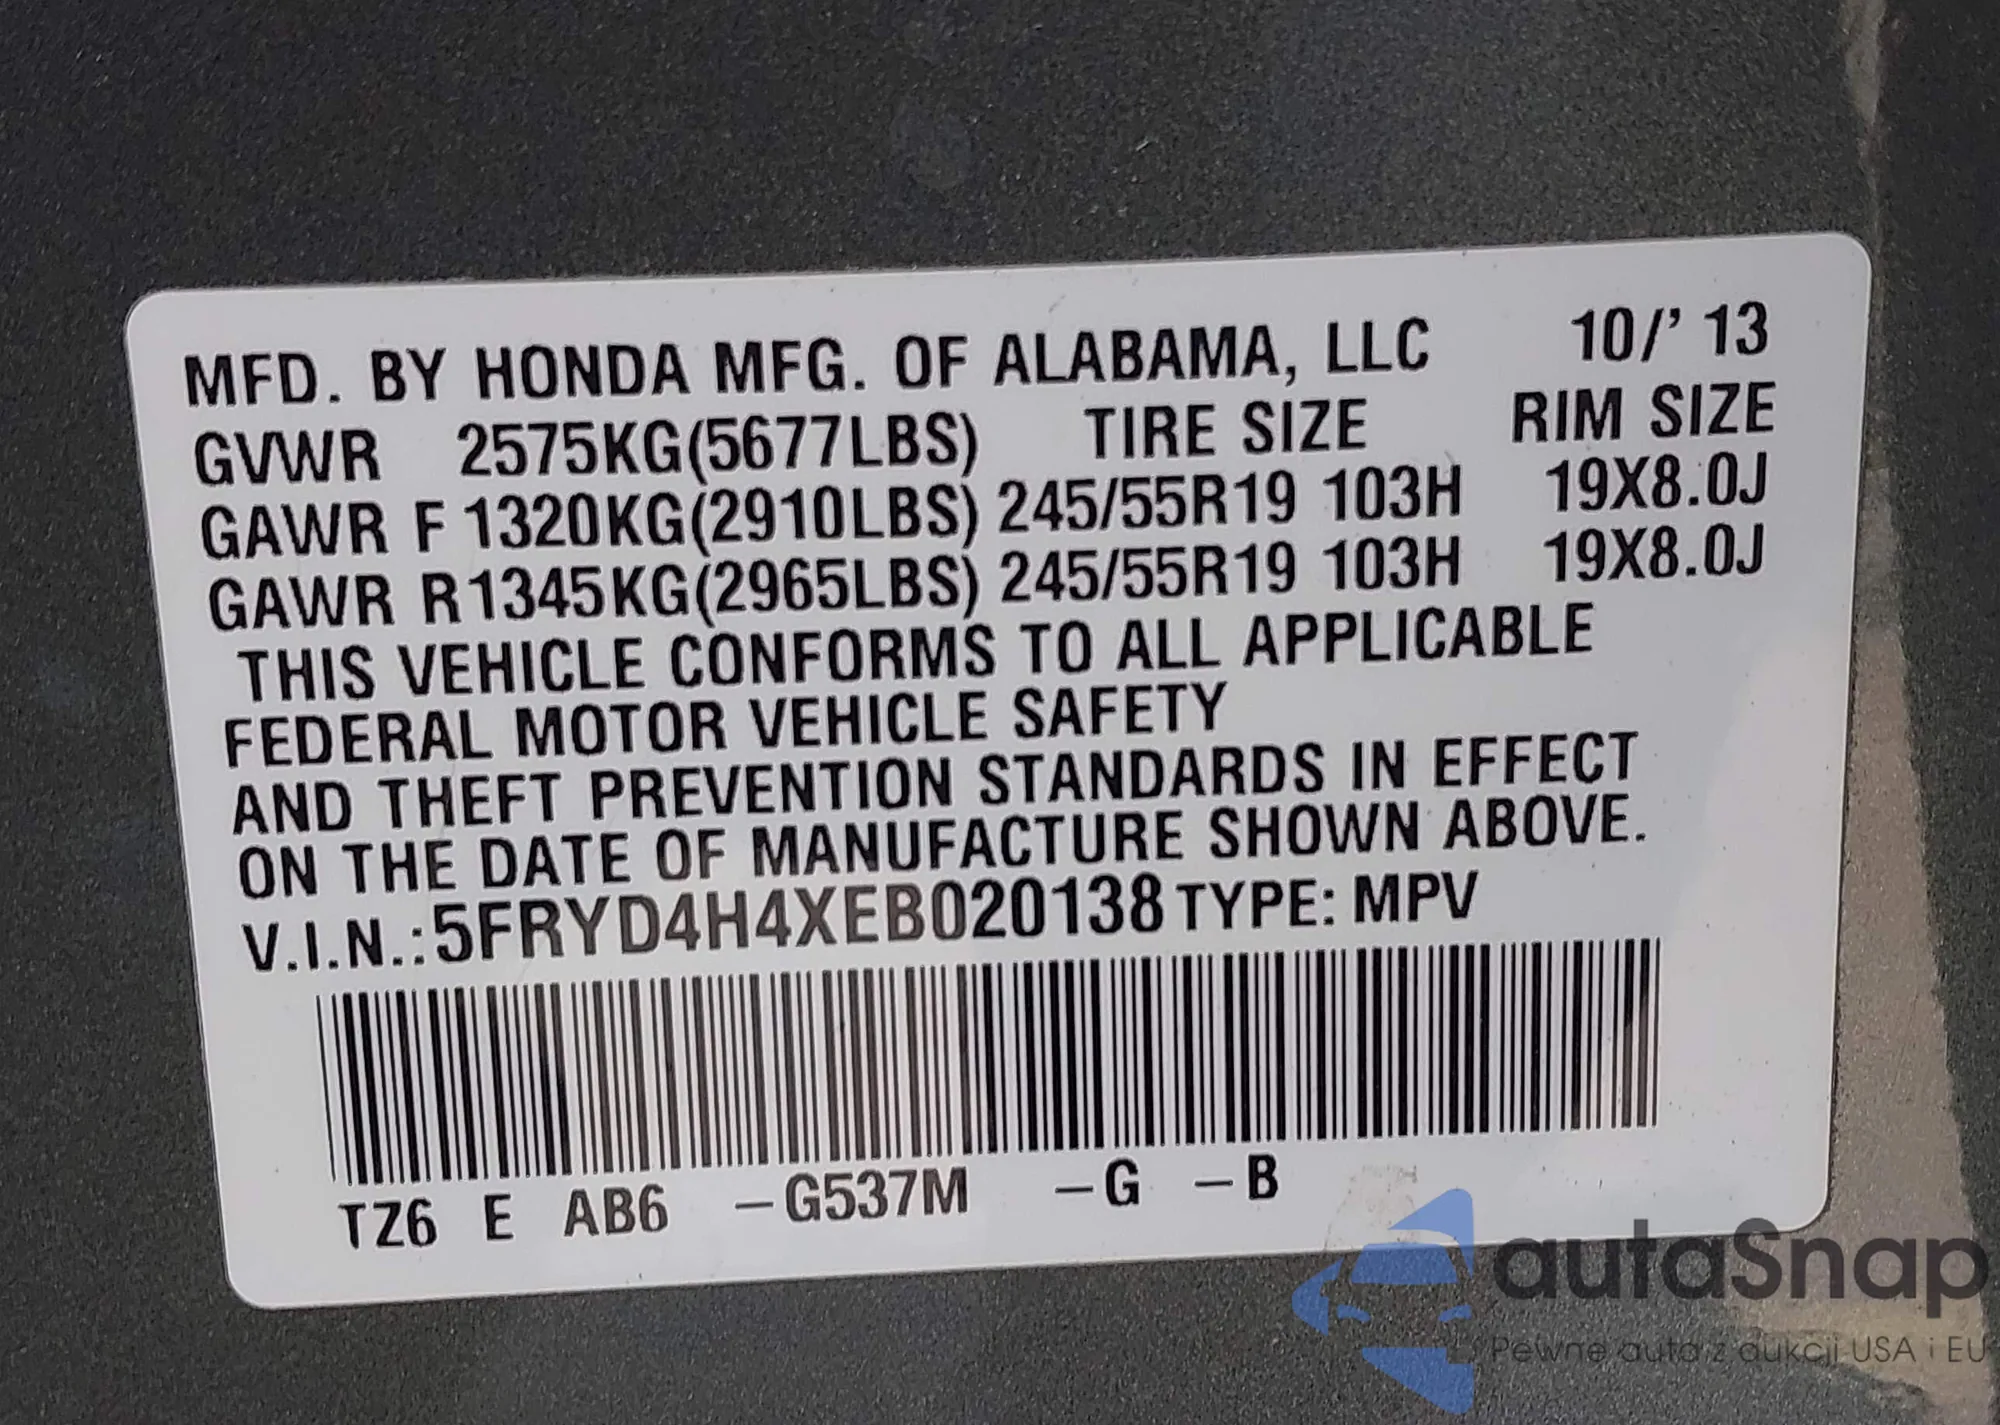 MFD. BY HONDA MFG. OF ALABAMA, LLC 10/' 13
GVWR 2575KG(5677LBS) TIRE SIZE RIM SIZE
GAWR F 1320KG(2910LBS) 245/55R19 103H 19X8.0J
GAWR R 1345KG(2965LBS) 245/55R19 103H 19X8.0J
THIS VEHICLE CONFORMS TO ALL APPLICABLE
FEDERAL MOTOR VEHICLE SAFETY
AND THEFT PREVENTION STANDARDS IN EFFECT
ON THE DATE OF MANUFACTURE SHOWN ABOVE.
V.I.N.: 5FRYD4H4XEB020138 TYPE: MPV
TZ6 E AB6 -G537M -G -B
autaSnap
Pewne auta z aukcji USA i EU